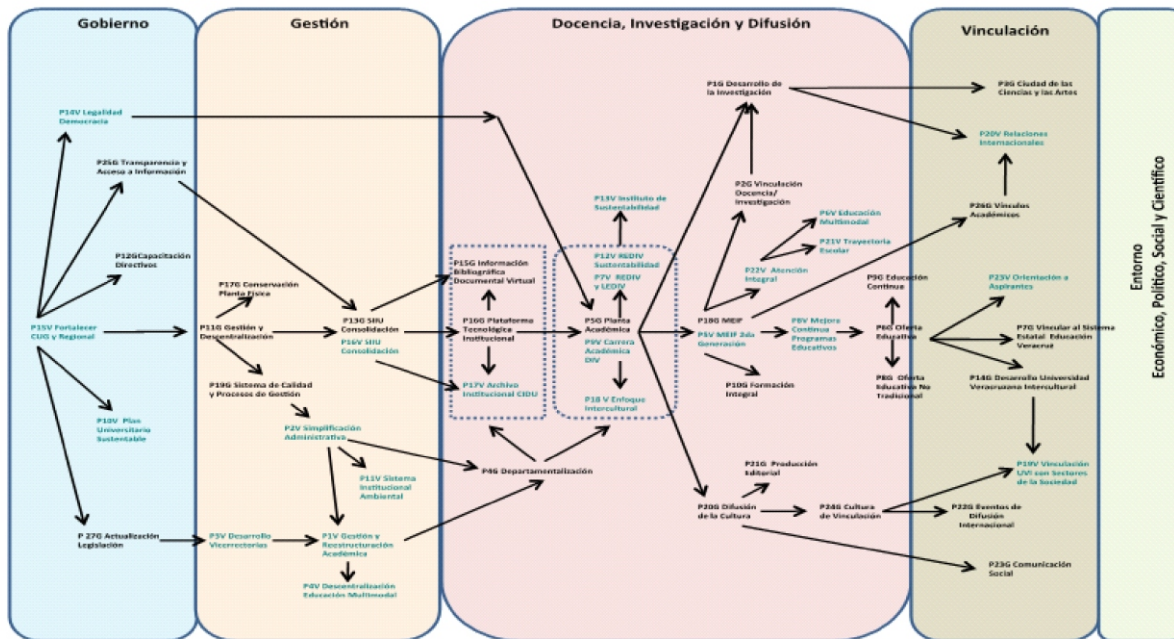 Gobierno
Gestión
Docencia, Investigación y Difusión
Vinculación
P14V Legalidad
Democracia
P25G Transparencia y
Acceso a Información
P12GCapacitación
Directivos
P15V Fortalecer
CUG y Regional
P10V Plan
Universitario
Sustentable
P 27G Actualización
Legislación
P17G Conservación
Planta Física
P11G Gestión y
Descentralización
P13G SIIU
Consolidación
P16V SIIU
Consolidación
P19G Sistema de Calidad
y Procesos de Gestión
P2V Simplificación
Administrativa
P11V Sistema
Institucional
Ambiental
P3V Desarrollo
Vicerrectorías
P1V Gestión y
Reestructuración
Académica
P4V Descentralización
Educación Multimodal
P15G Información
Bibliográfica
Documental Virtual
P16G Plataforma
Tecnológica
Institucional
P17V Archivo
Institucional CIDU
P4G Departamentalización
P13V Instituto de
Sustentabilidad
P12V REDIV
Sustentabilidad
P7V REDIV
y LEDIV
P5G Planta
Académica
P9V Carrera
Académica
DIV
P18 V Enfoque
Intercultural
P1G Desarrollo de
la Investigación
P2G Vinculación
Docencia/
Investigación
P6V Educación
Multimodal
P21V Trayectoria
Escolar
P22V Atención
Integral
P18G MEIF
P5V MEIF 2da
Generación
P8V Mejora
Continua
Programas
Educativos
P9G Educación
Continua
P6G Oferta
Educativa
P8G Oferta
Educativa No
Tradicional
P10G Formación
Integral
P21G Producción
Editorial
P20G Difusión
de la Cultura
P24G Cultura
de Vinculación
P3G Ciudad de las
Ciencias y las Artes
P20V Relaciones
Internacionales
P26G Vínculos
Académicos
P23V Orientación a
Aspirantes
P7G Vincular al Sistema
Estatal Educación
Veracruz
P14G Desarrollo Universidad
Veracruzana Intercultural
P19V Vinculación
UVI con Sectores
de la Sociedad
P22G Eventos de
Difusión
Internacional
P23G Comunicación
Social
Entorno
Económico, Político, Social y Científico